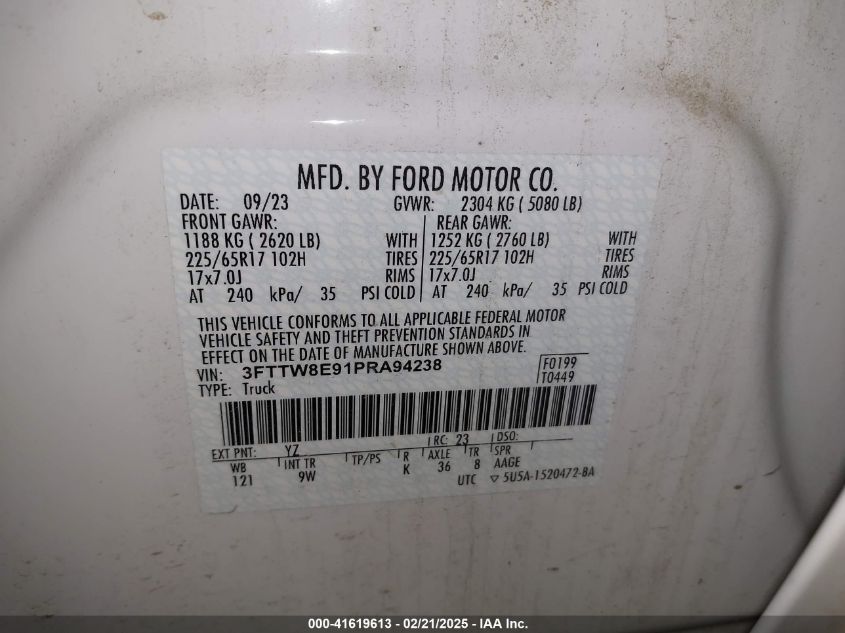 MFD. BY FORD MOTOR CO.
DATE: 09/23 GVWR: 2304 KG ( 5080 LB)
FRONT GAWR: REAR GAWR:
1188 KG ( 2620 LB) WITH 1252 KG ( 2760 LB) WITH
225/65R17 102H TIRES 225/65R17 102H TIRES
17x7.0J RIMS 17x7.0J RIMS
AT 240 kPa/ 35 PSI COLD AT 240 kPa/ 35 PSI COLD
THIS VEHICLE CONFORMS TO ALL APPLICABLE FEDERAL MOTOR
VEHICLE SAFETY AND THEFT PREVENTION STANDARDS IN
EFFECT ON THE DATE OF MANUFACTURE SHOWN ABOVE.
VIN: 3FTTW8E91PRA94238 F0199
TYPE: Truck T0449
EXT PNT: YZ RC: 23 DSO:
WB INT TR TP/PS R AXLE TR SPR
121 9W K 36 8 AAGE
UTC ▽ 5U5A-1520472-BA
000-41619613 / 02/21/2025 - IAA Inc.